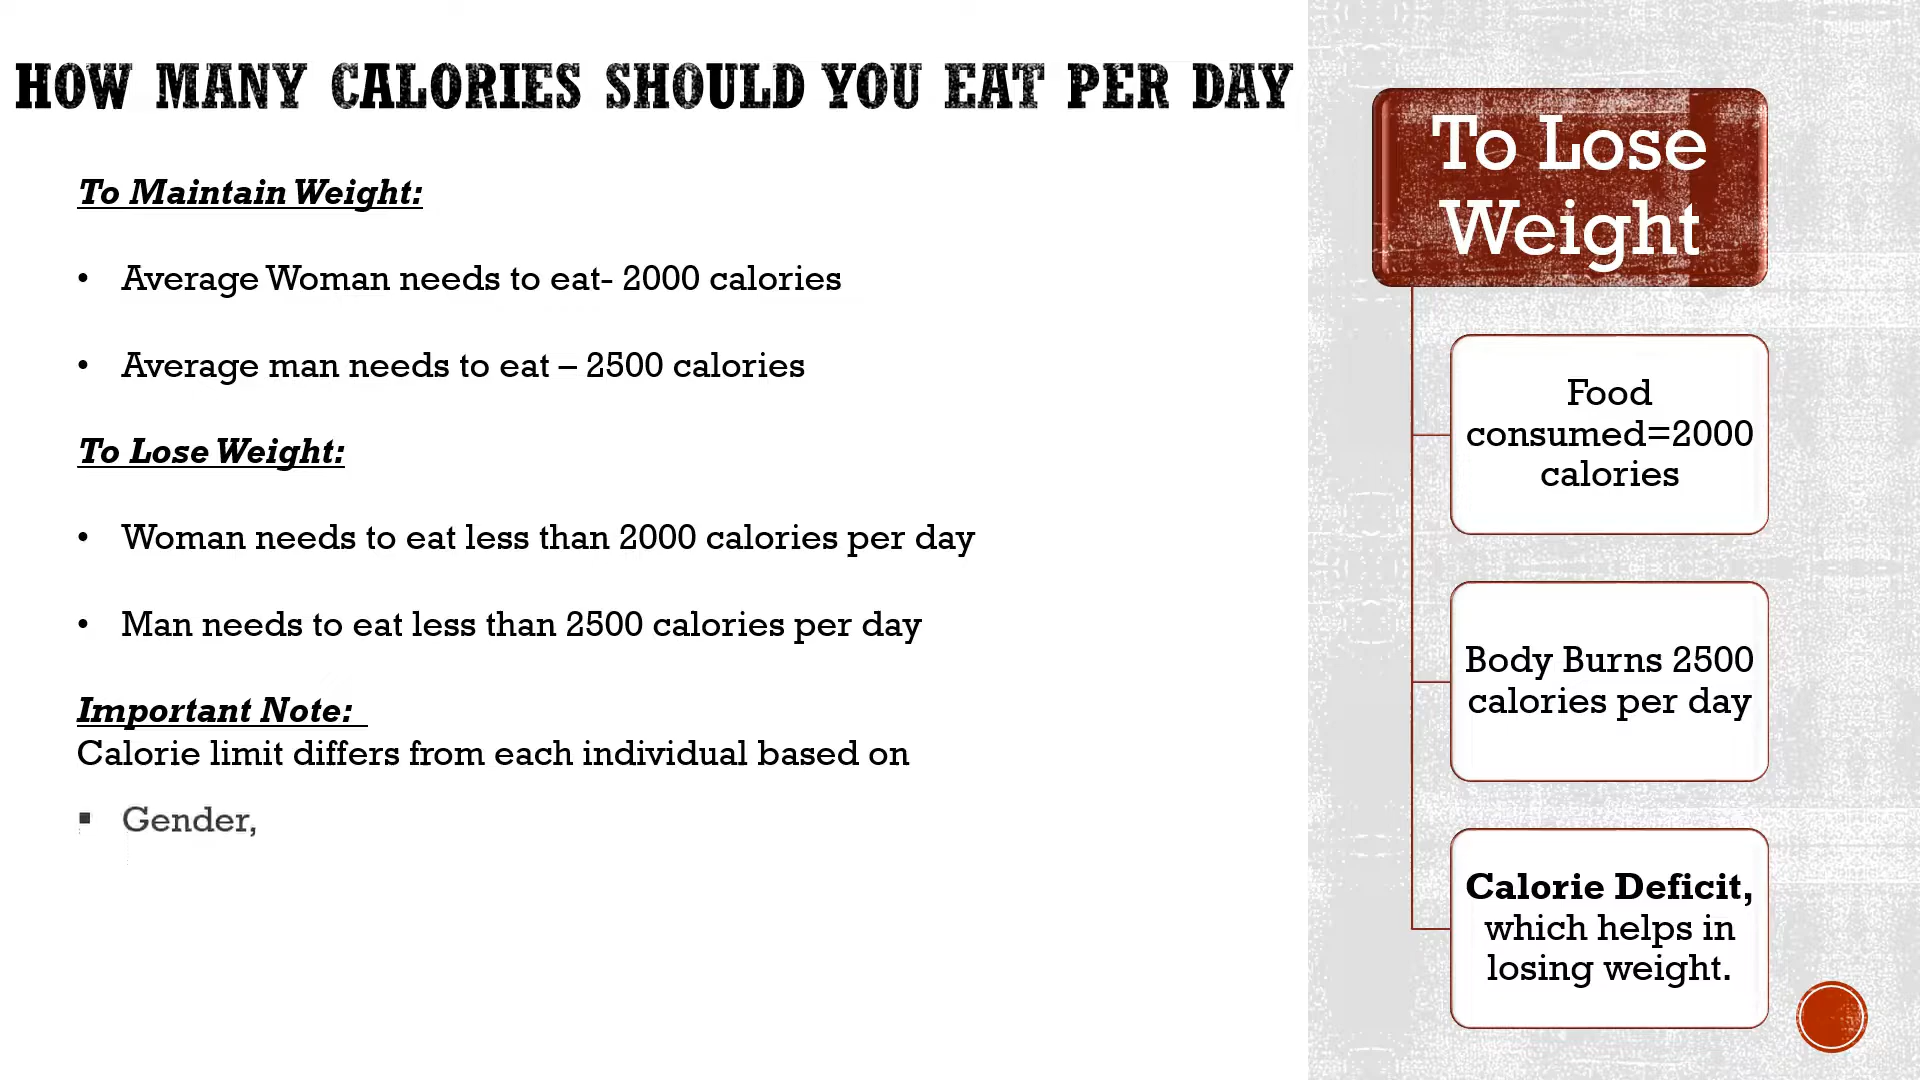 HOW MANY CALORIES SHOULD YOU EAT PER DAY
To Maintain Weight:
• Average Woman needs to eat- 2000 calories
• Average man needs to eat – 2500 calories
To Lose Weight:
• Woman needs to eat less than 2000 calories per day
• Man needs to eat less than 2500 calories per day
Important Note:
Calorie limit differs from each individual based on
▪ Gender,
To Lose
Weight
Food
consumed=2000
calories
Body Burns 2500
calories per day
Calorie Deficit,
which helps in
losing weight.